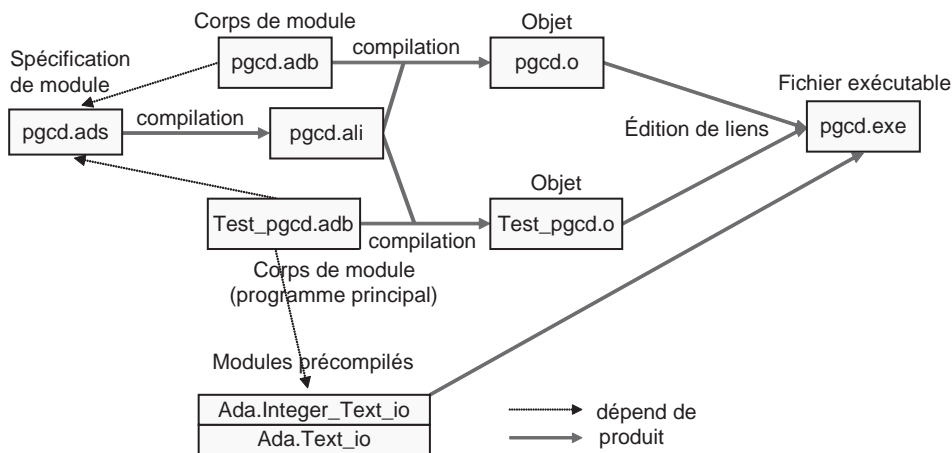 Corps de module
Objet
pgcd.adb
compilation
pgcd.o
Spécification
de module
Fichier exécutable
pgcd.ads
compilation
pgcd.ali
Édition de liens
pgcd.exe
Objet
Test_pgcd.adb
compilation
Test_pgcd.o
Corps de module
(programme principal)
Modules précompilés
Ada.Integer_Text_io
Ada.Text_io
dépend de
produit